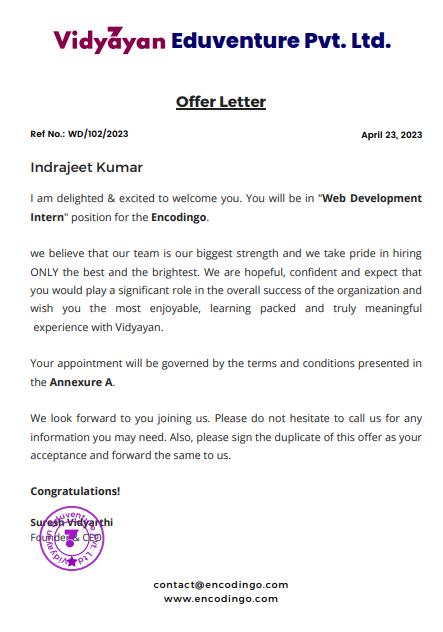 Vidyayan Eduventure Pvt. Ltd.
Offer Letter
Ref No.: WD/102/2023 April 23, 2023
Indrajeet Kumar
I am delighted & excited to welcome you. You will be in "Web Development
Intern" position for the Encodingo.
we believe that our team is our biggest strength and we take pride in hiring
ONLY the best and the brightest. We are hopeful, confident and expect that
you would play a significant role in the overall success of the organization and
wish you the most enjoyable, learning packed and truly meaningful
experience with Vidyayan.
Your appointment will be governed by the terms and conditions presented in
the Annexure A.
We look forward to you joining us. Please do not hesitate to call us for any
information you may need. Also, please sign the duplicate of this offer as your
acceptance and forward the same to us.
Congratulations!
Suresh Vidyarthi
Founder & CEO
Vidyayan Eduventure Pvt. Ltd
contact@encodingo.com
www.encodingo.com